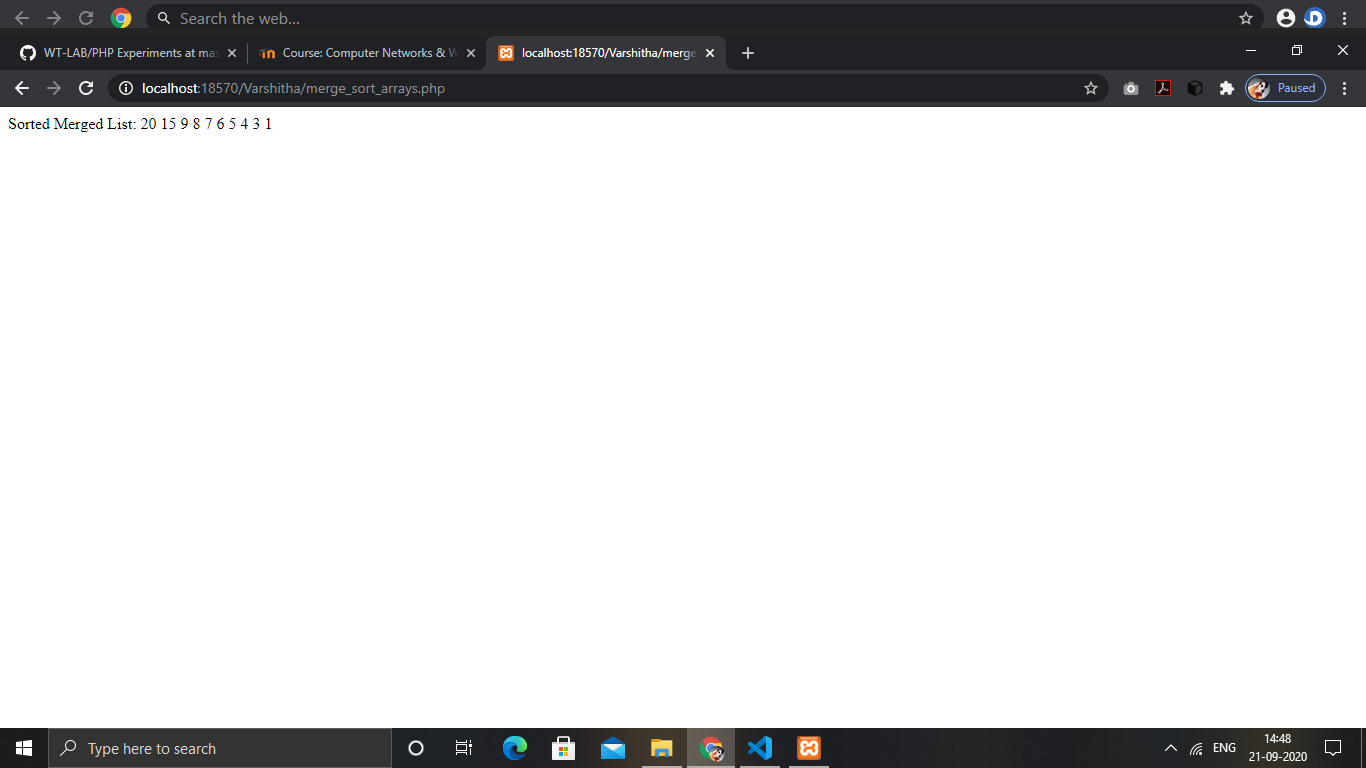 Search the web...
WT-LAB/PHP Experiments at mas
Course: Computer Networks & W
localhost:18570/Varshitha/merge
localhost:18570/Varshitha/merge_sort_arrays.php
Paused
Sorted Merged List: 20 15 9 8 7 6 5 4 3 1
Type here to search
ENG
14:48
21-09-2020